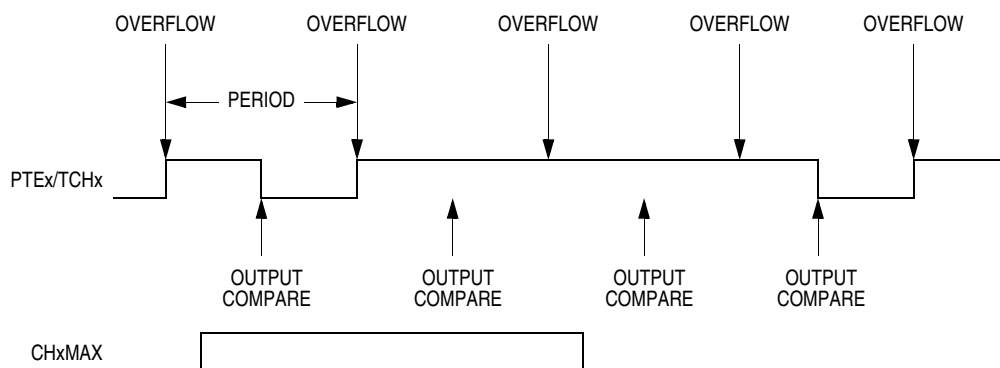 OVERFLOW OVERFLOW OVERFLOW OVERFLOW OVERFLOW
PERIOD
PTEx/TCHx
OUTPUT OUTPUT OUTPUT OUTPUT
COMPARE COMPARE COMPARE COMPARE
CHxMAX